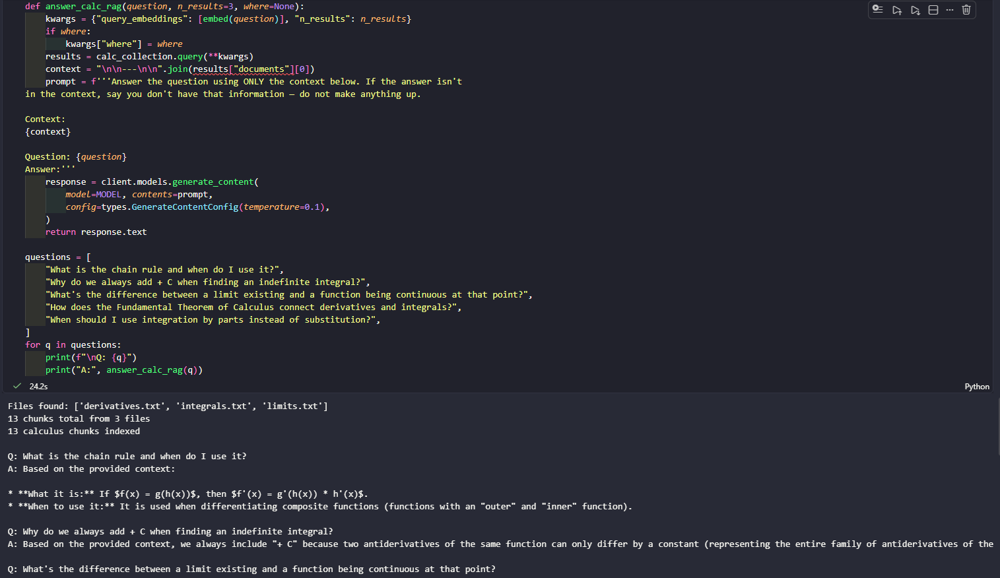 def answer_calc_rag(question, n_results=3, where=None):
    kwargs = {"query_embeddings": [embed(question)], "n_results": n_results}
    if where:
        kwargs["where"] = where
    results = calc_collection.query(**kwargs)
    context = "\n\n---\n\n".join(results["documents"][0])
    prompt = f'''Answer the question using ONLY the context below. If the answer isn't
in the context, say you don't have that information — do not make anything up.

Context:
{context}

Question: {question}
Answer:'''
    response = client.models.generate_content(
        model=MODEL, contents=prompt,
        config=types.GenerateContentConfig(temperature=0.1),
    )
    return response.text

questions = [
    "What is the chain rule and when do I use it?",
    "Why do we always add + C when finding an indefinite integral?",
    "What's the difference between a limit existing and a function being continuous at that point?",
    "How does the Fundamental Theorem of Calculus connect derivatives and integrals?",
    "When should I use integration by parts instead of substitution?",
]
for q in questions:
    print(f"\nQ: {q}")
    print("A:", answer_calc_rag(q))
24.2s
Python
Files found: ['derivatives.txt', 'integrals.txt', 'limits.txt']
13 chunks total from 3 files
13 calculus chunks indexed

Q: What is the chain rule and when do I use it?
A: Based on the provided context:

* **What it is:** If $f(x) = g(h(x))$, then $f'(x) = g'(h(x)) * h'(x)$.
* **When to use it:** It is used when differentiating composite functions (functions with an "outer" and "inner" function).

Q: Why do we always add + C when finding an indefinite integral?
A: Based on the provided context, we always include "+ C" because two antiderivatives of the same function can only differ by a constant (representing the entire family of antiderivatives of the

Q: What's the difference between a limit existing and a function being continuous at that point?